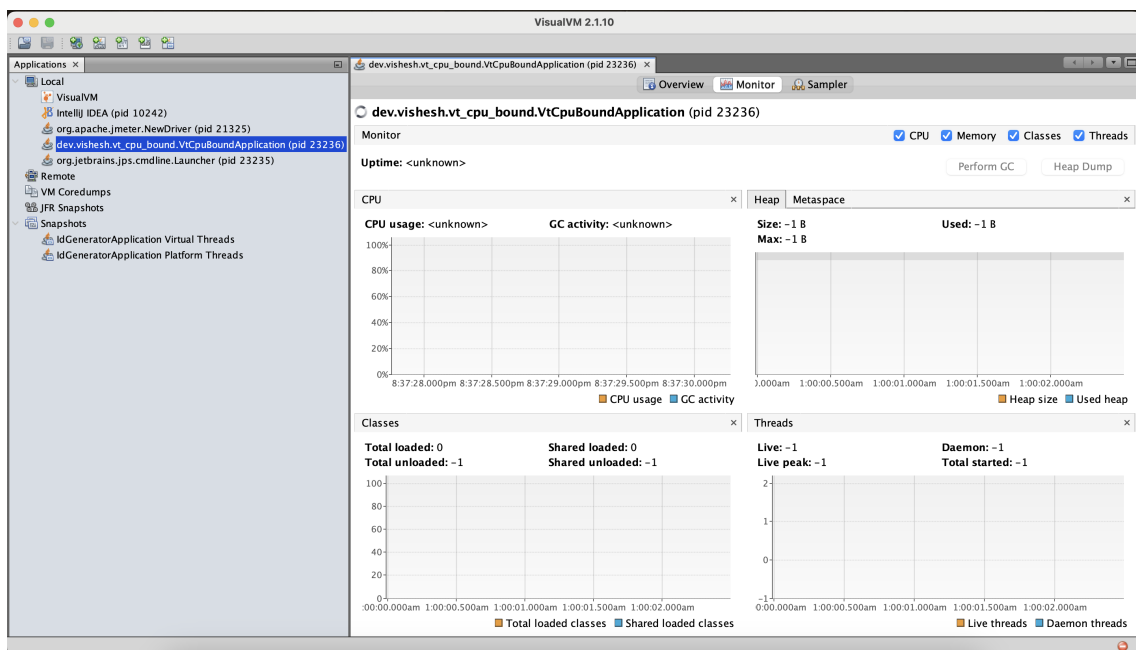 VisualVM 2.1.10
Applications ×
Local
VisualVM
IntelliJ IDEA (pid 10242)
org.apache.jmeter.NewDriver (pid 21325)
dev.vishesh.vt_cpu_bound.VtCpuBoundApplication (pid 23236)
org.jetbrains.jps.cmdline.Launcher (pid 23235)
Remote
VM Coredumps
JFR Snapshots
Snapshots
IdGeneratorApplication Virtual Threads
IdGeneratorApplication Platform Threads
dev.vishesh.vt_cpu_bound.VtCpuBoundApplication (pid 23236) ×
Overview Monitor Sampler
dev.vishesh.vt_cpu_bound.VtCpuBoundApplication (pid 23236)
Monitor CPU Memory Classes Threads
Uptime: <unknown> Perform GC Heap Dump
CPU ×
CPU usage: <unknown> GC activity: <unknown>
100%
80%
60%
40%
20%
0%
8:37:28.000pm 8:37:28.500pm 8:37:29.000pm 8:37:29.500pm 8:37:30.000pm
CPU usage GC activity
Heap Metaspace ×
Size: -1 B Used: -1 B
Max: -1 B
0.000am 1:00:00.500am 1:00:01.000am 1:00:01.500am 1:00:02.000am
Heap size Used heap
Classes ×
Total loaded: 0 Shared loaded: 0
Total unloaded: -1 Shared unloaded: -1
100
80
60
40
20
0
:00:00.000am 1:00:00.500am 1:00:01.000am 1:00:01.500am 1:00:02.000am
Total loaded classes Shared loaded classes
Threads ×
Live: -1 Daemon: -1
Live peak: -1 Total started: -1
2
1
0
-1
0:00.000am 1:00:00.500am 1:00:01.000am 1:00:01.500am 1:00:02.000am
Live threads Daemon threads